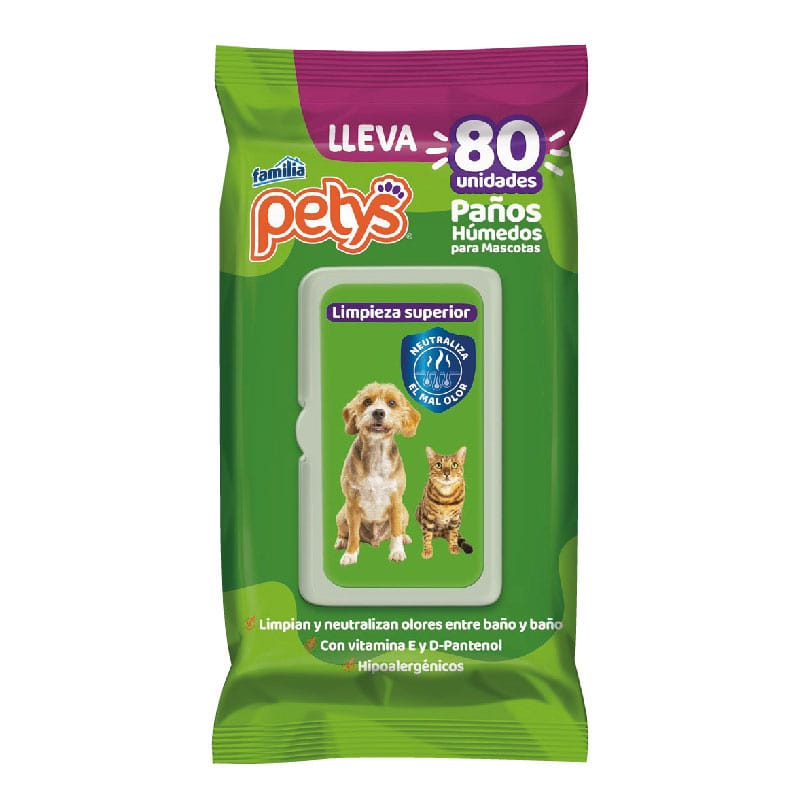 LLEVA 80
unidades
familia
petys®
Paños
Húmedos
para Mascotas
Limpieza superior
NEUTRALIZA
EL MAL OLOR
Limpian y neutralizan olores entre baño y baño
Con vitamina E y D-Pantenol
Hipoalergénicos